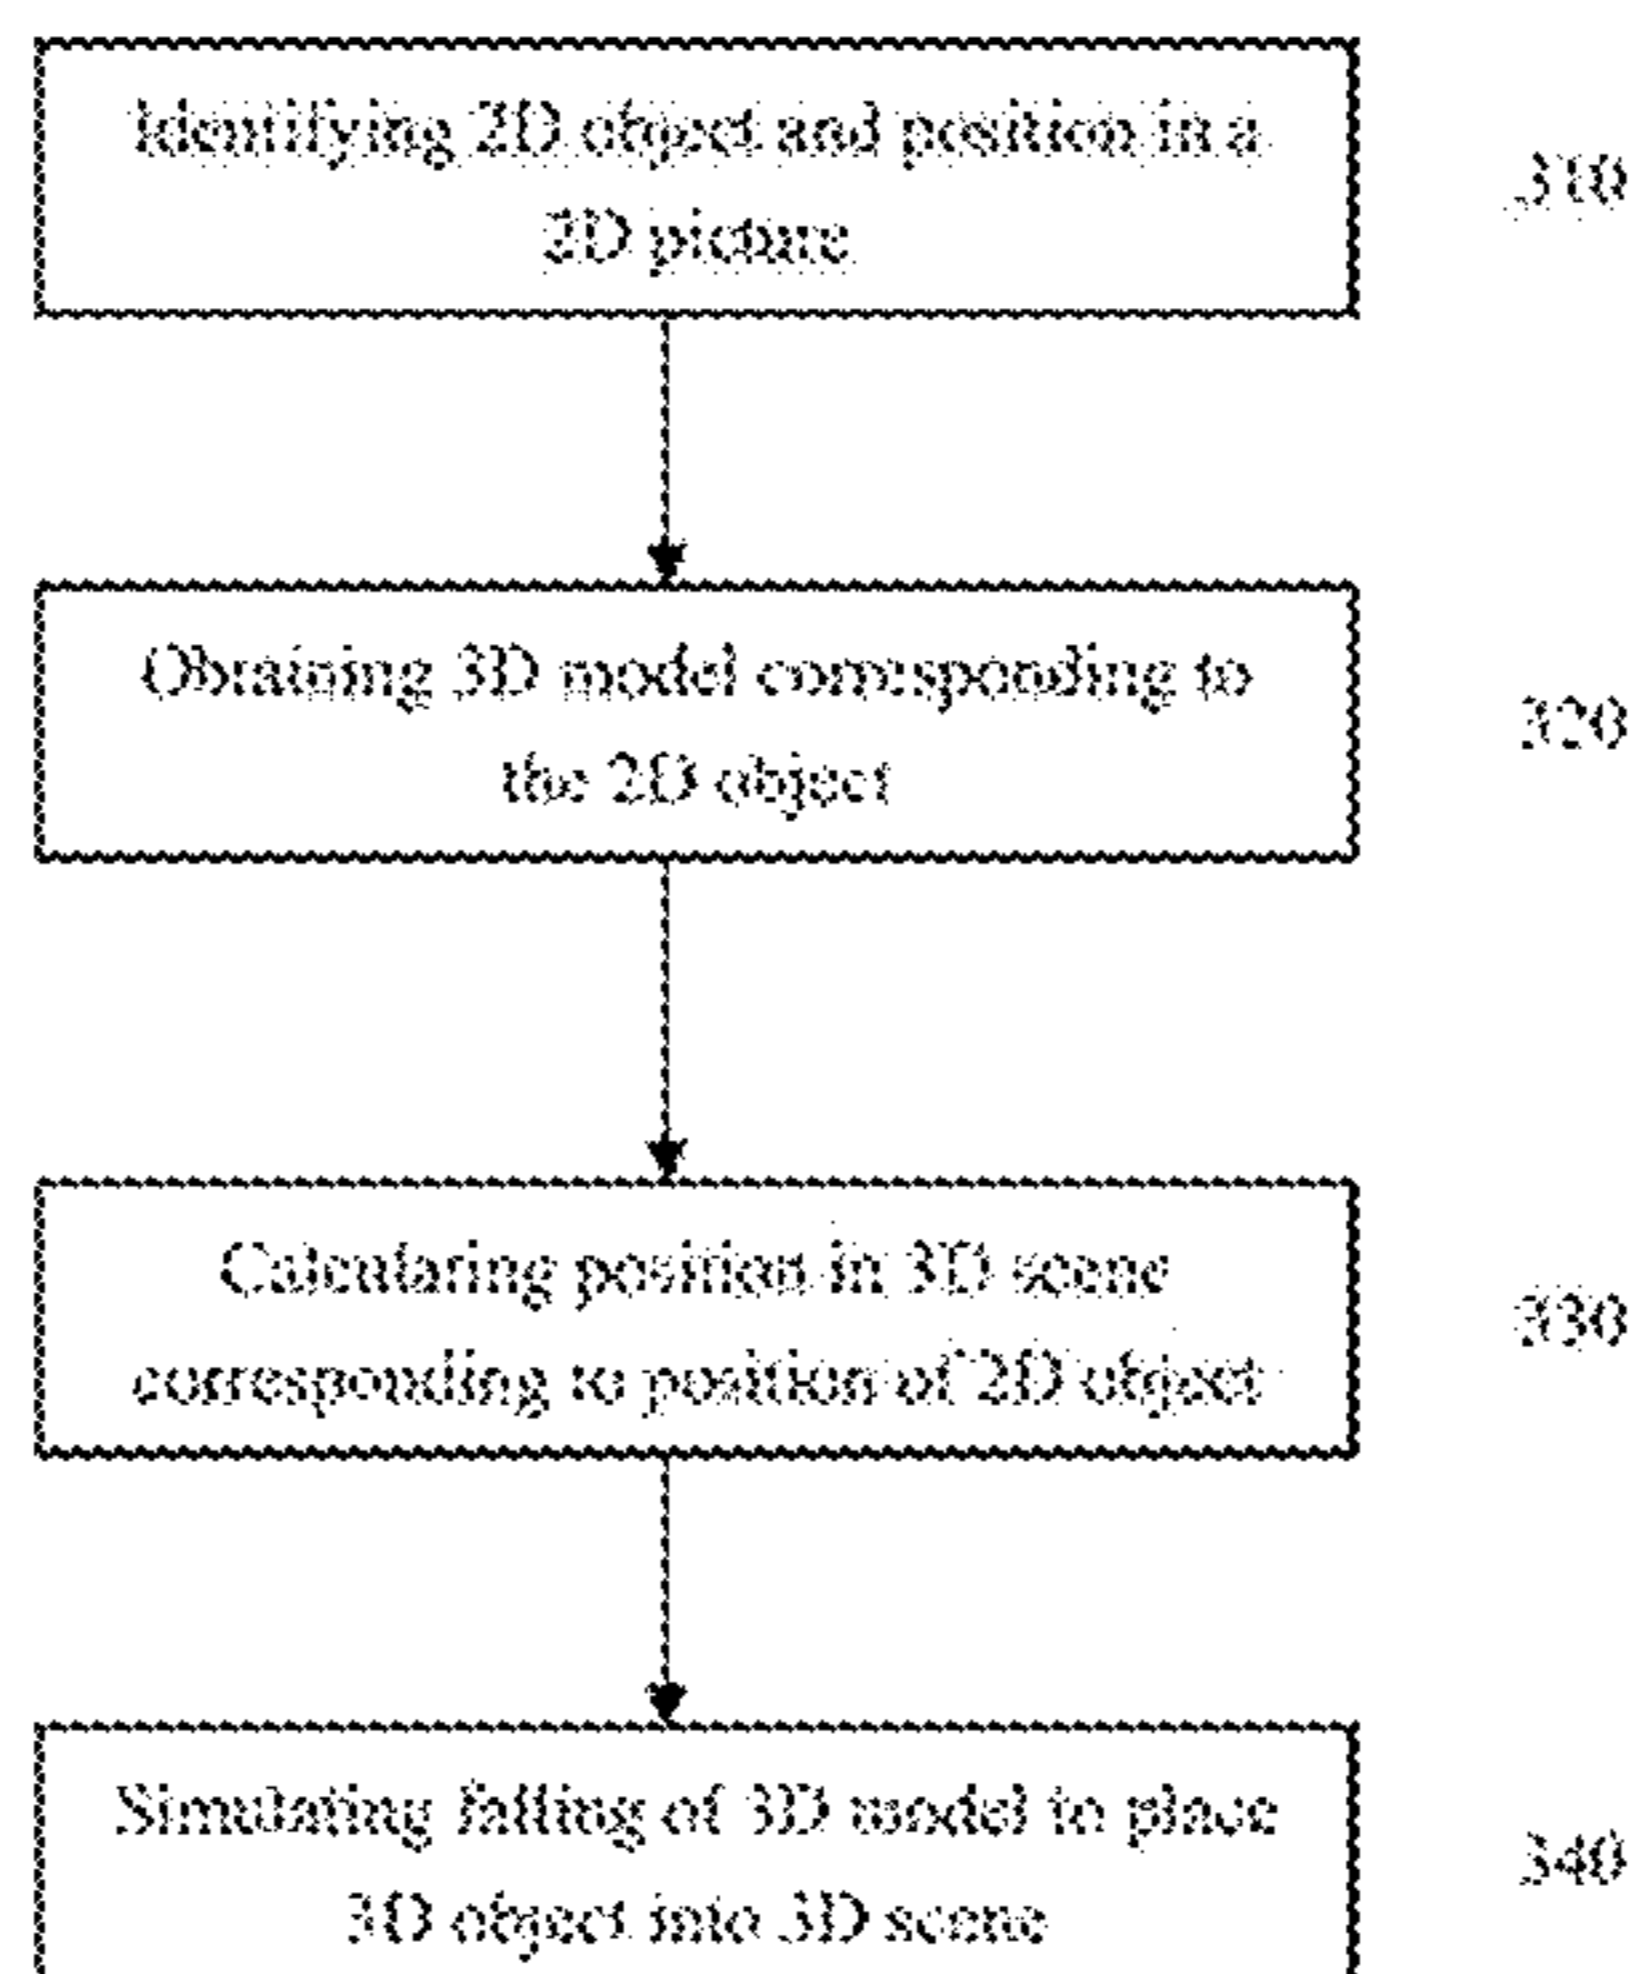 Identifying 2D object and position in a
2D picture
310
Obtaining 3D model corresponding to
the 2D object
320
Calculating position in 3D scene
corresponding to position of 2D object
330
Simulating falling of 3D model to place
3D object into 3D scene
340